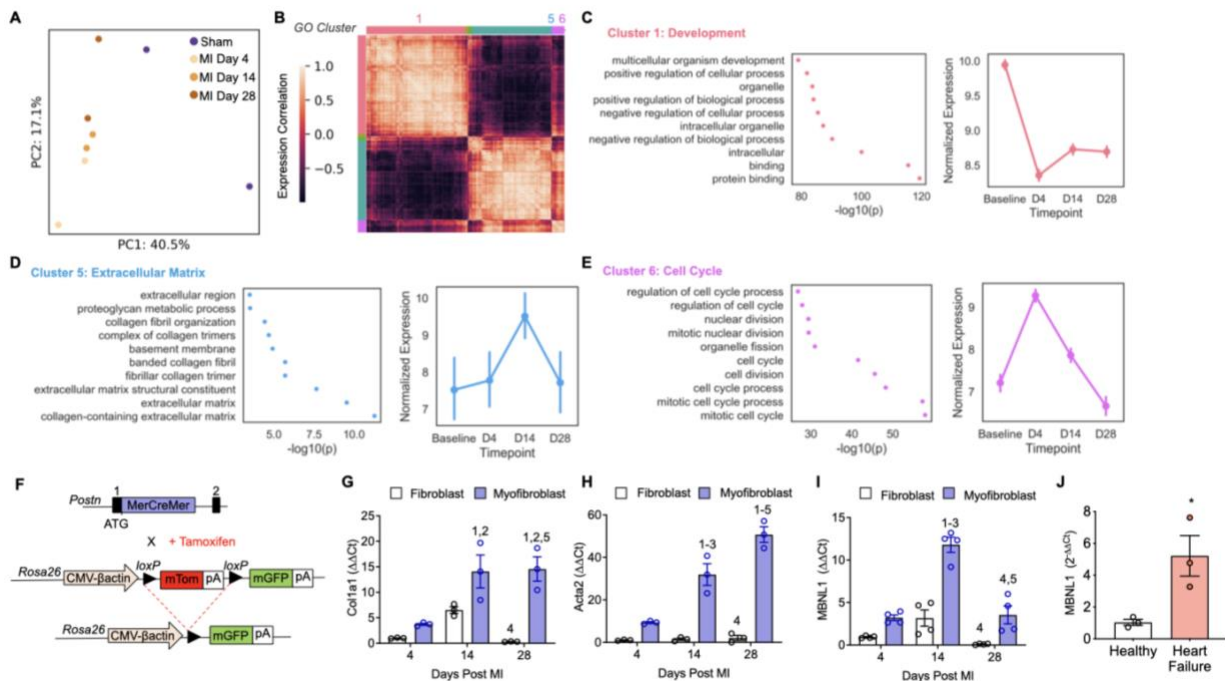 A
Sham
MI Day 4
MI Day 14
MI Day 28
PC2: 17.1%
PC1: 40.5%
B
GO Cluster
1
5
6
Expression Correlation
1.0
0.5
0.0
−0.5
C
Cluster 1: Development
multicellular organism development
positive regulation of cellular process
organelle
positive regulation of biological process
negative regulation of cellular process
intracellular organelle
negative regulation of biological process
intracellular
binding
protein binding
80 100 120
-log10(p)
Normalized Expression
10.0
9.5
9.0
8.5
Baseline D4 D14 D28
Timepoint
D
Cluster 5: Extracellular Matrix
extracellular region
proteoglycan metabolic process
collagen fibril organization
complex of collagen trimers
basement membrane
banded collagen fibril
fibrillar collagen trimer
extracellular matrix structural constituent
extracellular matrix
collagen-containing extracellular matrix
5.0 7.5 10.0
-log10(p)
Normalized Expression
10
9
8
7
Baseline D4 D14 D28
Timepoint
E
Cluster 6: Cell Cycle
regulation of cell cycle process
regulation of cell cycle
nuclear division
mitotic nuclear division
organelle fission
cell cycle
cell division
cell cycle process
mitotic cell cycle process
mitotic cell cycle
30 40 50
-log10(p)
Normalized Expression
9
8
7
Baseline D4 D14 D28
Timepoint
F
1 2
Postn
MerCreMer
ATG
X + Tamoxifen
loxP loxP
Rosa26 CMV-βactin mTom pA mGFP pA
Rosa26 CMV-βactin mGFP pA
G
Fibroblast Myofibroblast
Col1a1 (ΔΔCt)
25
20
15
10
5
0
1,2
4
1,2,5
4 14 28
Days Post MI
H
Fibroblast Myofibroblast
Acta2 (ΔΔCt)
60
40
20
0
1-3
4
1-5
4 14 28
Days Post MI
I
Fibroblast Myofibroblast
MBNL1 (ΔΔCt)
15
10
5
0
1-3
4
4,5
4 14 28
Days Post MI
J
MBNL1 (2-ΔΔCt)
8
6
4
2
0
*
Healthy Heart
Failure